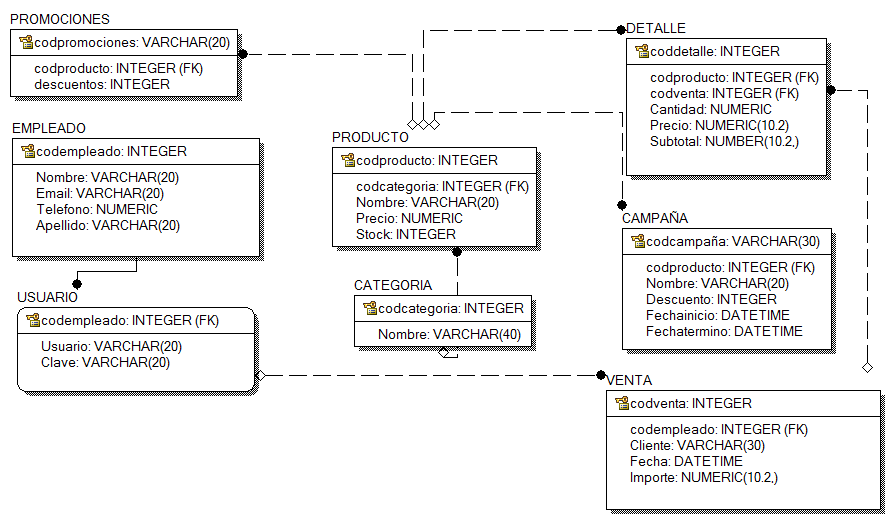 PROMOCIONES
codpromociones: VARCHAR(20)
codproducto: INTEGER (FK)
descuentos: INTEGER
DETALLE
coddetalle: INTEGER
codproducto: INTEGER (FK)
codventa: INTEGER (FK)
Cantidad: NUMERIC
Precio: NUMERIC(10.2)
Subtotal: NUMBER(10.2,)
EMPLEADO
codempleado: INTEGER
Nombre: VARCHAR(20)
Email: VARCHAR(20)
Telefono: NUMERIC
Apellido: VARCHAR(20)
PRODUCTO
codproducto: INTEGER
codcategoria: INTEGER (FK)
Nombre: VARCHAR(20)
Precio: NUMERIC
Stock: INTEGER
CAMPAÑA
codcampaña: VARCHAR(30)
codproducto: INTEGER (FK)
Nombre: VARCHAR(20)
Descuento: INTEGER
Fechainicio: DATETIME
Fechatermino: DATETIME
USUARIO
codempleado: INTEGER (FK)
Usuario: VARCHAR(20)
Clave: VARCHAR(20)
CATEGORIA
codcategoria: INTEGER
Nombre: VARCHAR(40)
VENTA
codventa: INTEGER
codempleado: INTEGER (FK)
Cliente: VARCHAR(30)
Fecha: DATETIME
Importe: NUMERIC(10.2,)